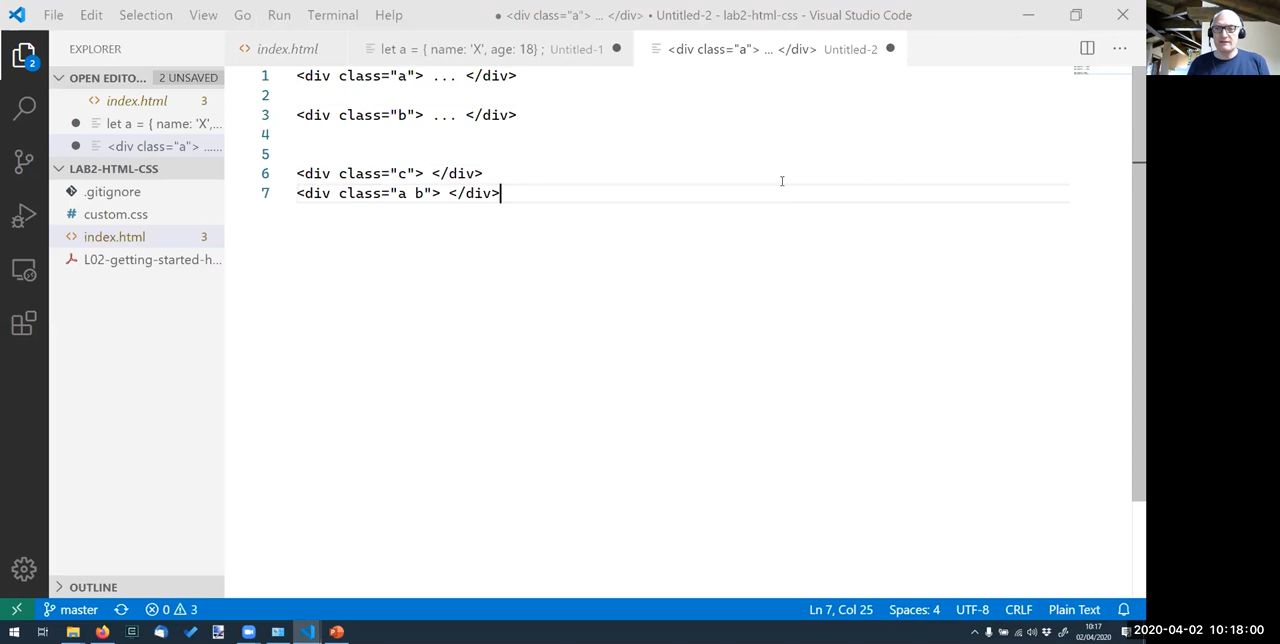 File Edit Selection View Go Run Terminal Help
● <div class="a"> ... </div> • Untitled-2 - lab2-html-css - Visual Studio Code
EXPLORER
<> index.html
let a = { name: 'X', age: 18} ; Untitled-1 ●
<div class="a"> ... </div> Untitled-2 ●
2
OPEN EDITO... 2 UNSAVED
<> index.html 3
● let a = { name: 'X',...
● <div class="a"> ......
LAB2-HTML-CSS
.gitignore
# custom.css
<> index.html 3
L02-getting-started-h...
OUTLINE
1 <div class="a"> ... </div>
2
3 <div class="b"> ... </div>
4
5
6 <div class="c"> </div>
7 <div class="a b"> </div>
master 0 3
Ln 7, Col 25 Spaces: 4 UTF-8 CRLF Plain Text
10:17
02/04/2020
2020-04-02 10:18:00